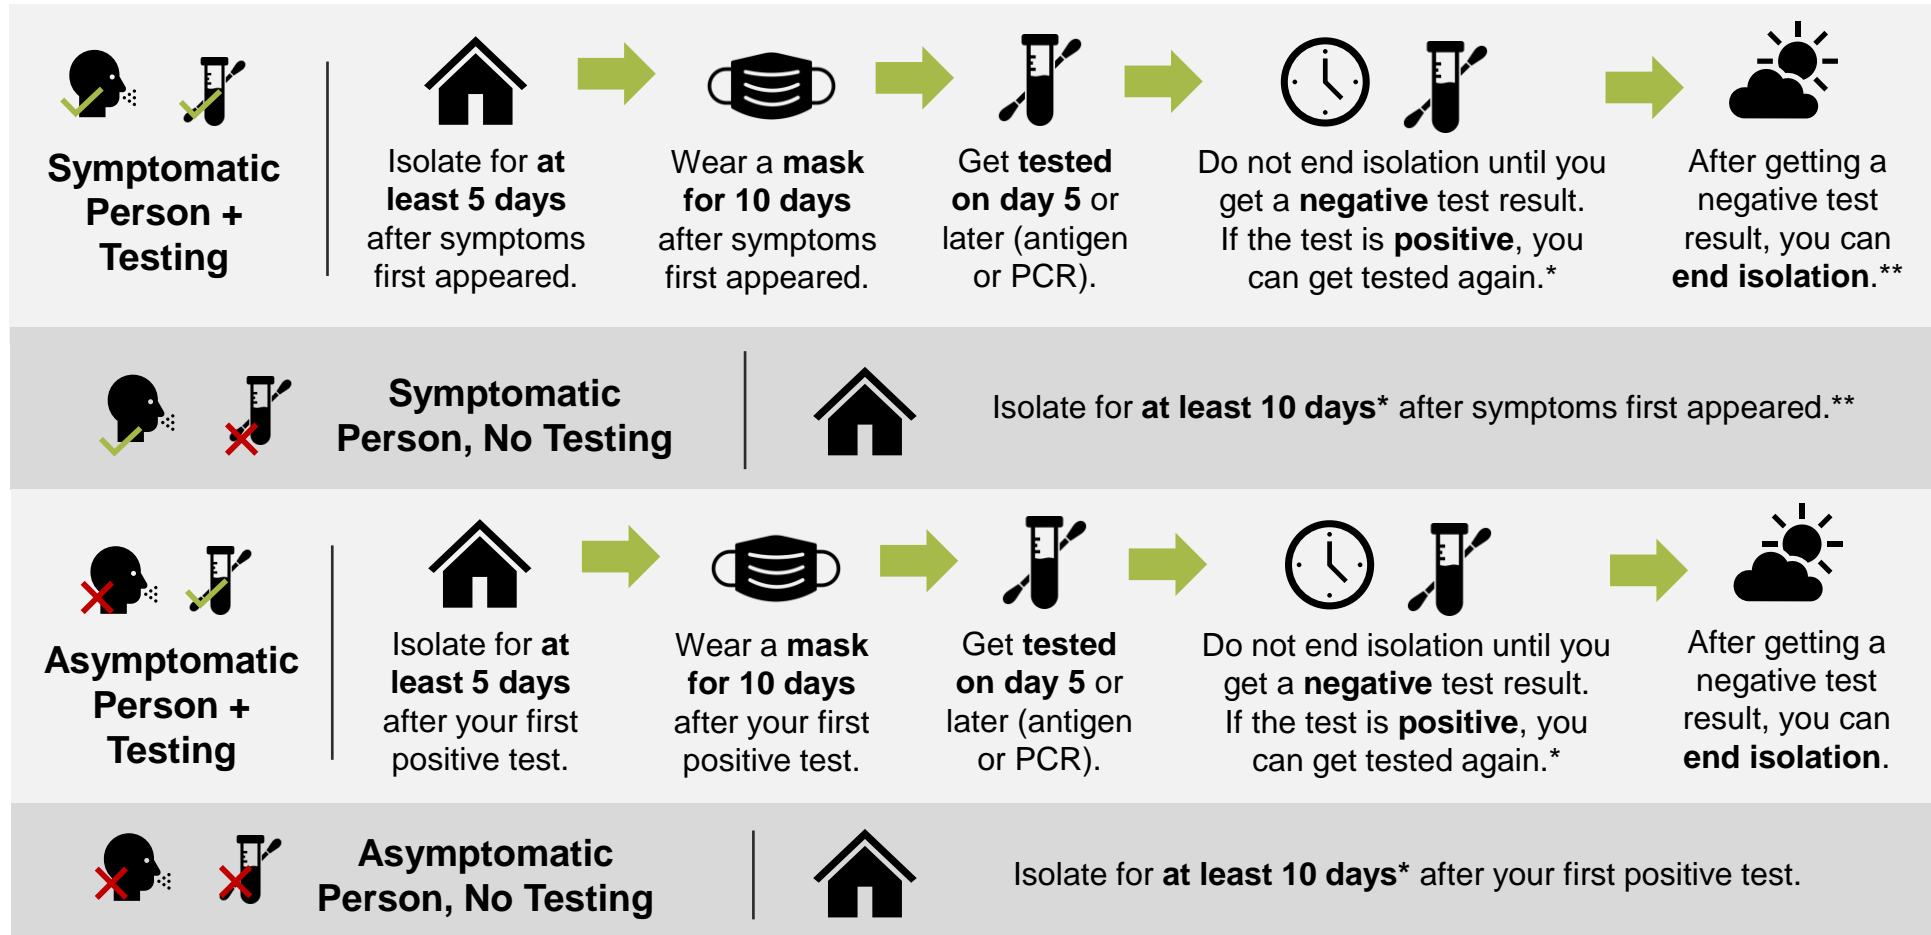 Symptomatic
Person +
Testing
Isolate for at
least 5 days
after symptoms
first appeared.
Wear a mask
for 10 days
after symptoms
first appeared.
Get tested
on day 5 or
later (antigen
or PCR).
Do not end isolation until you
get a negative test result.
If the test is positive, you
can get tested again.*
After getting a
negative test
result, you can
end isolation.**
Symptomatic
Person, No Testing
Isolate for at least 10 days* after symptoms first appeared.**
Asymptomatic
Person +
Testing
Isolate for at
least 5 days
after your first
positive test.
Wear a mask
for 10 days
after your first
positive test.
Get tested
on day 5 or
later (antigen
or PCR).
Do not end isolation until you
get a negative test result.
If the test is positive, you
can get tested again.*
After getting a
negative test
result, you can
end isolation.
Asymptomatic
Person, No Testing
Isolate for at least 10 days* after your first positive test.